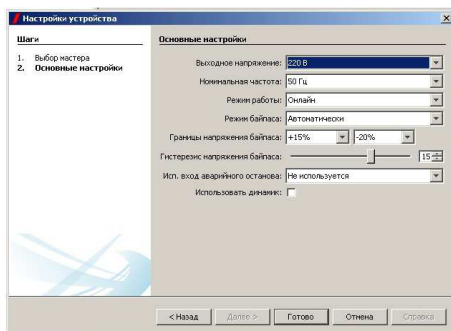 Настройки устройства
Шаги
1. Выбор мастера
2. Основные настройки
Основные настройки
Выходное напряжение: 220 В
Номинальная частота: 50 Гц
Режим работы: Онлайн
Режим байпаса: Автоматически
Границы напряжения байпаса: +15% -20%
Гистерезис напряжения байпаса: 15
Исп. вход аварийного останова: Не используется
Использовать динамик:
< Назад Далее > Готово Отмена Справка